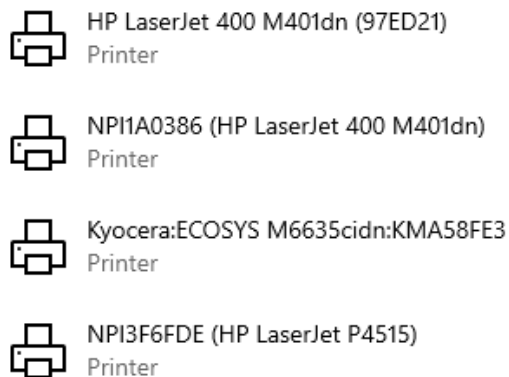 HP LaserJet 400 M401dn (97ED21)
Printer
NPI1A0386 (HP LaserJet 400 M401dn)
Printer
Kyocera:ECOSYS M6635cidn:KMA58FE3
Printer
NPI3F6FDE (HP LaserJet P4515)
Printer